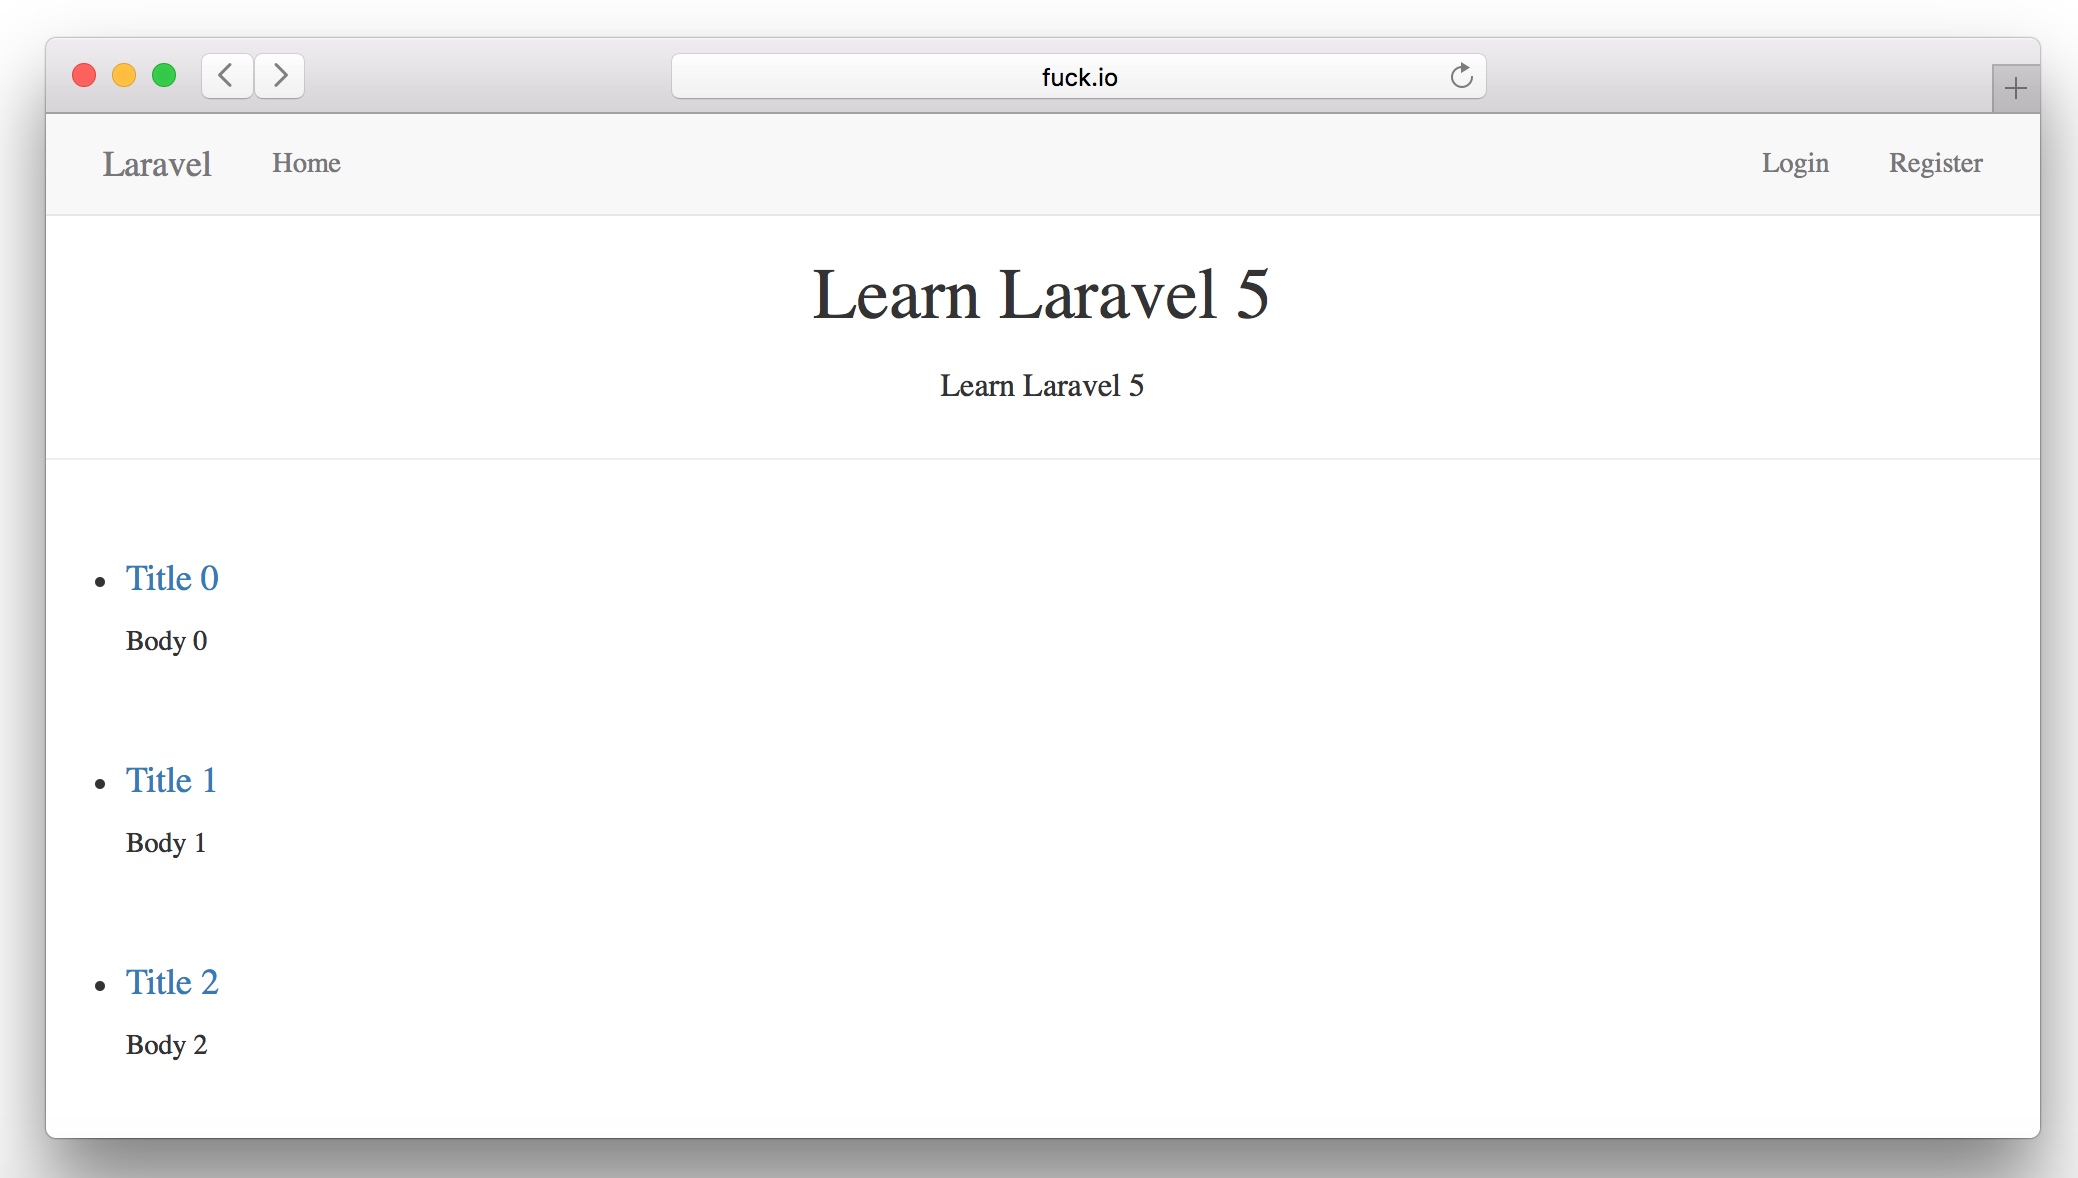 fuck.io
Laravel Home Login Register
Learn Laravel 5
Learn Laravel 5
Title 0
Body 0
Title 1
Body 1
Title 2
Body 2